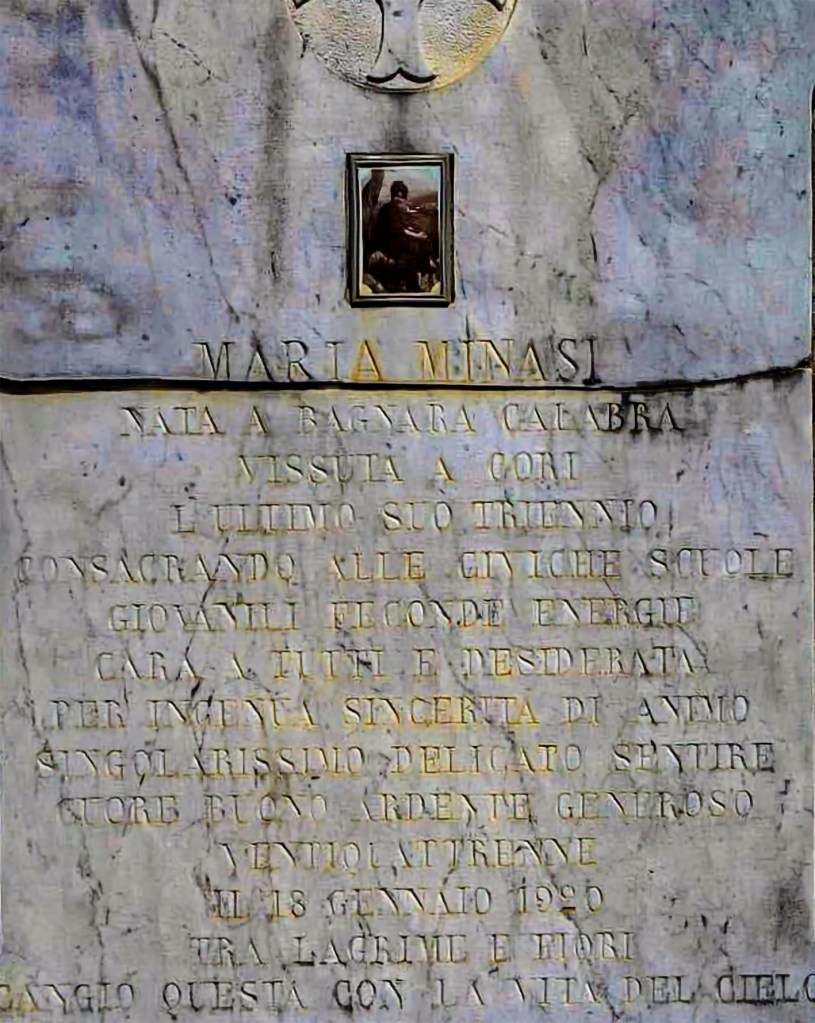 MARIA MINASI
NATA A BAGNARA CALABRA
VISSUTA A CORI
L'ULTIMO SUO TRIENNIO
CONSACRANDO ALLE CIVICHE SCUOLE
GIOVANILI FECONDE ENERGIE
CARA A TUTTI E DESIDERATA
PER INGENUA SINCERITA DI ANIMO
SINGOLARISSIMO DELICATO SENTIRE
CUORE BUONO ARDENTE GENEROSO
VENTIQUATTRENNE
IL 18 GENNAIO 1920
TRA LAGRIME E FIORI
CANGIO QUESTA CON LA VITA DEL CIELO